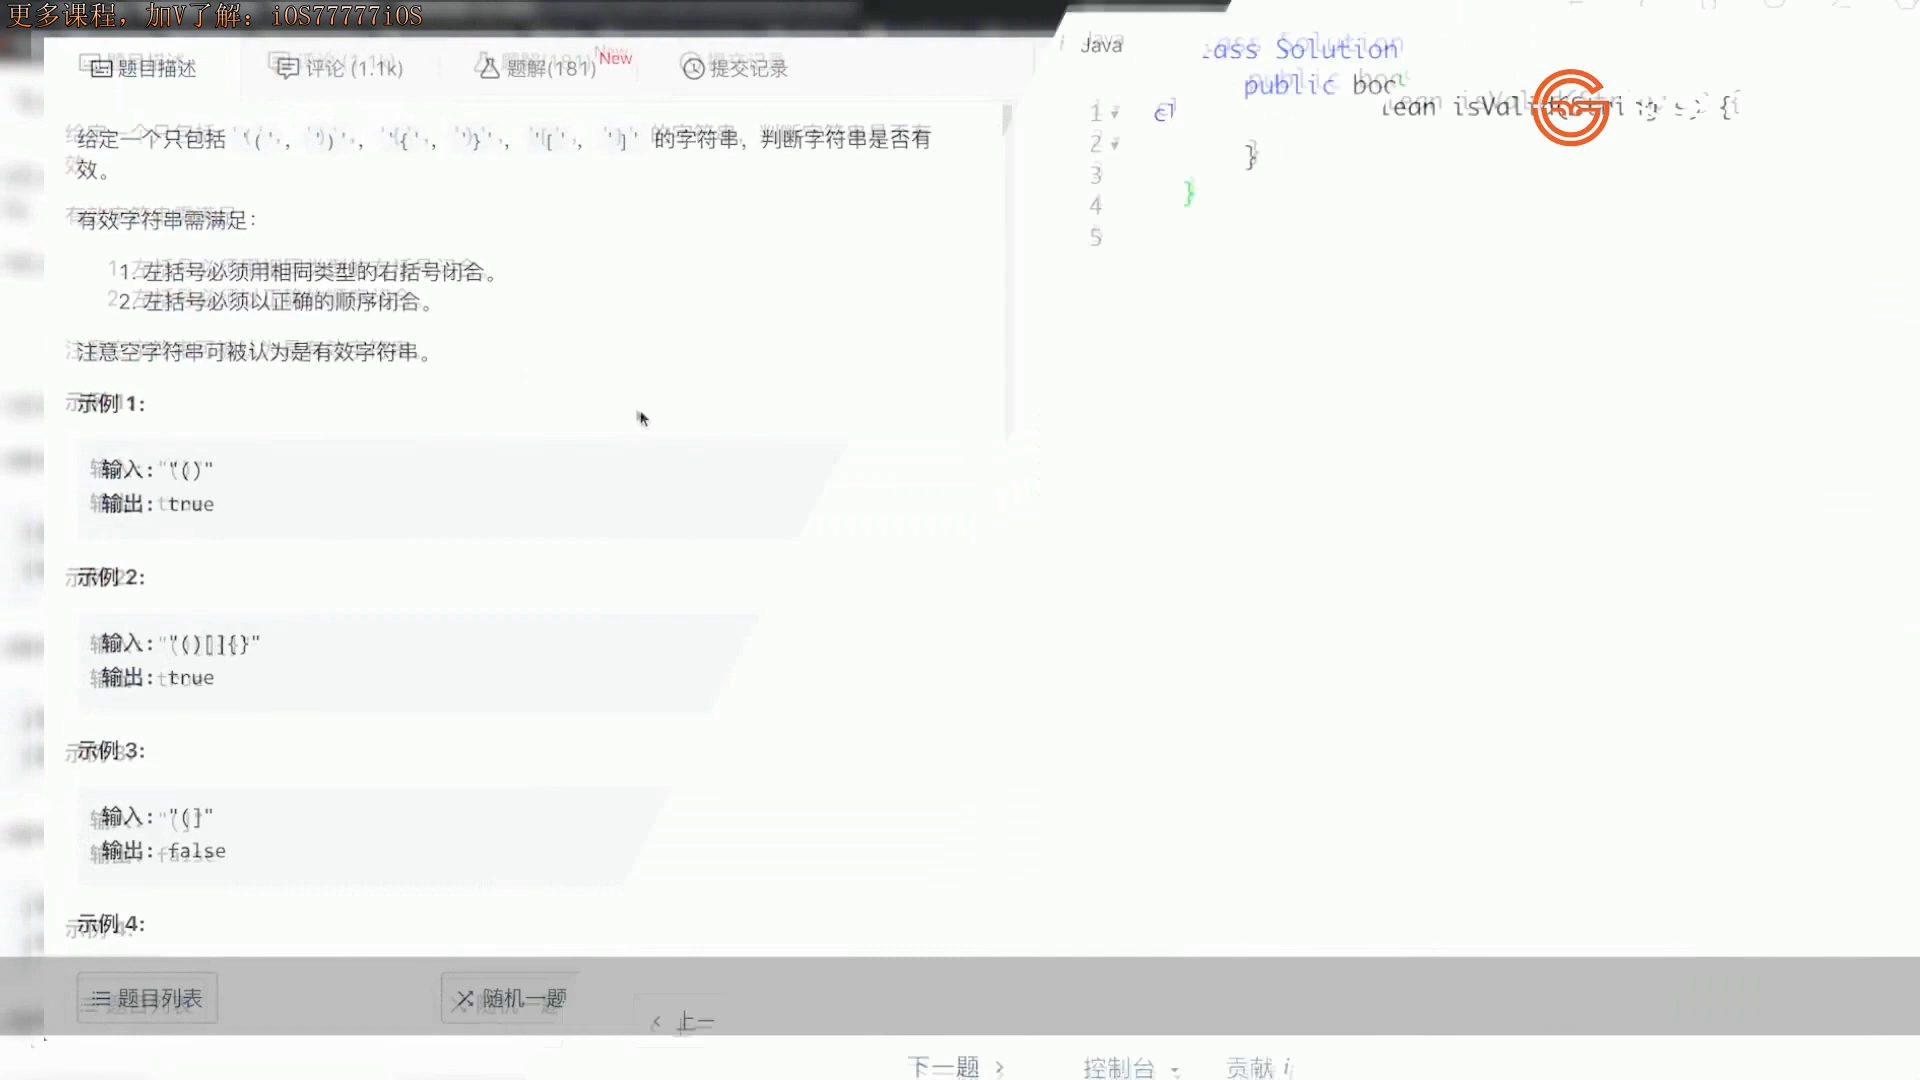 更多课程，加V了解：iOS77777iOS
题目描述
评论 (1.1k)
题解(181)
New
提交记录
给定一个只包括 '(', ')', '{', '}', '[', ']' 的字符串，判断字符串是否有
效。
有效字符串需满足：
1. 左括号必须用相同类型的右括号闭合。
2. 左括号必须以正确的顺序闭合。
注意空字符串可被认为是有效字符串。
示例 1:
输入: "()"
输出: true
示例 2:
输入: "()[]{}"
输出: true
示例 3:
输入: "(]"
输出: false
示例 4:
题目列表
随机一题
上一
下一题
控制台
贡献 i
Java
1 class Solution
2 public boolean isValid( {
3 }
4 }
5